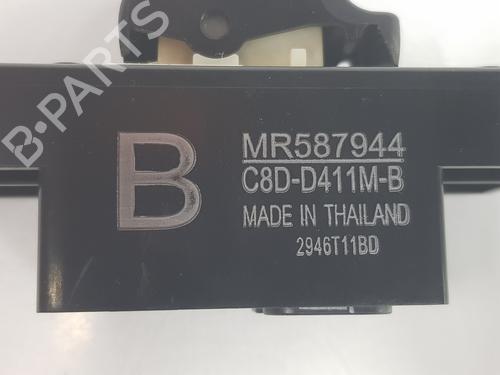 B-PARTS
B
MR587944
C8D-D411M-B
MADE IN THAILAND
2946T11BD